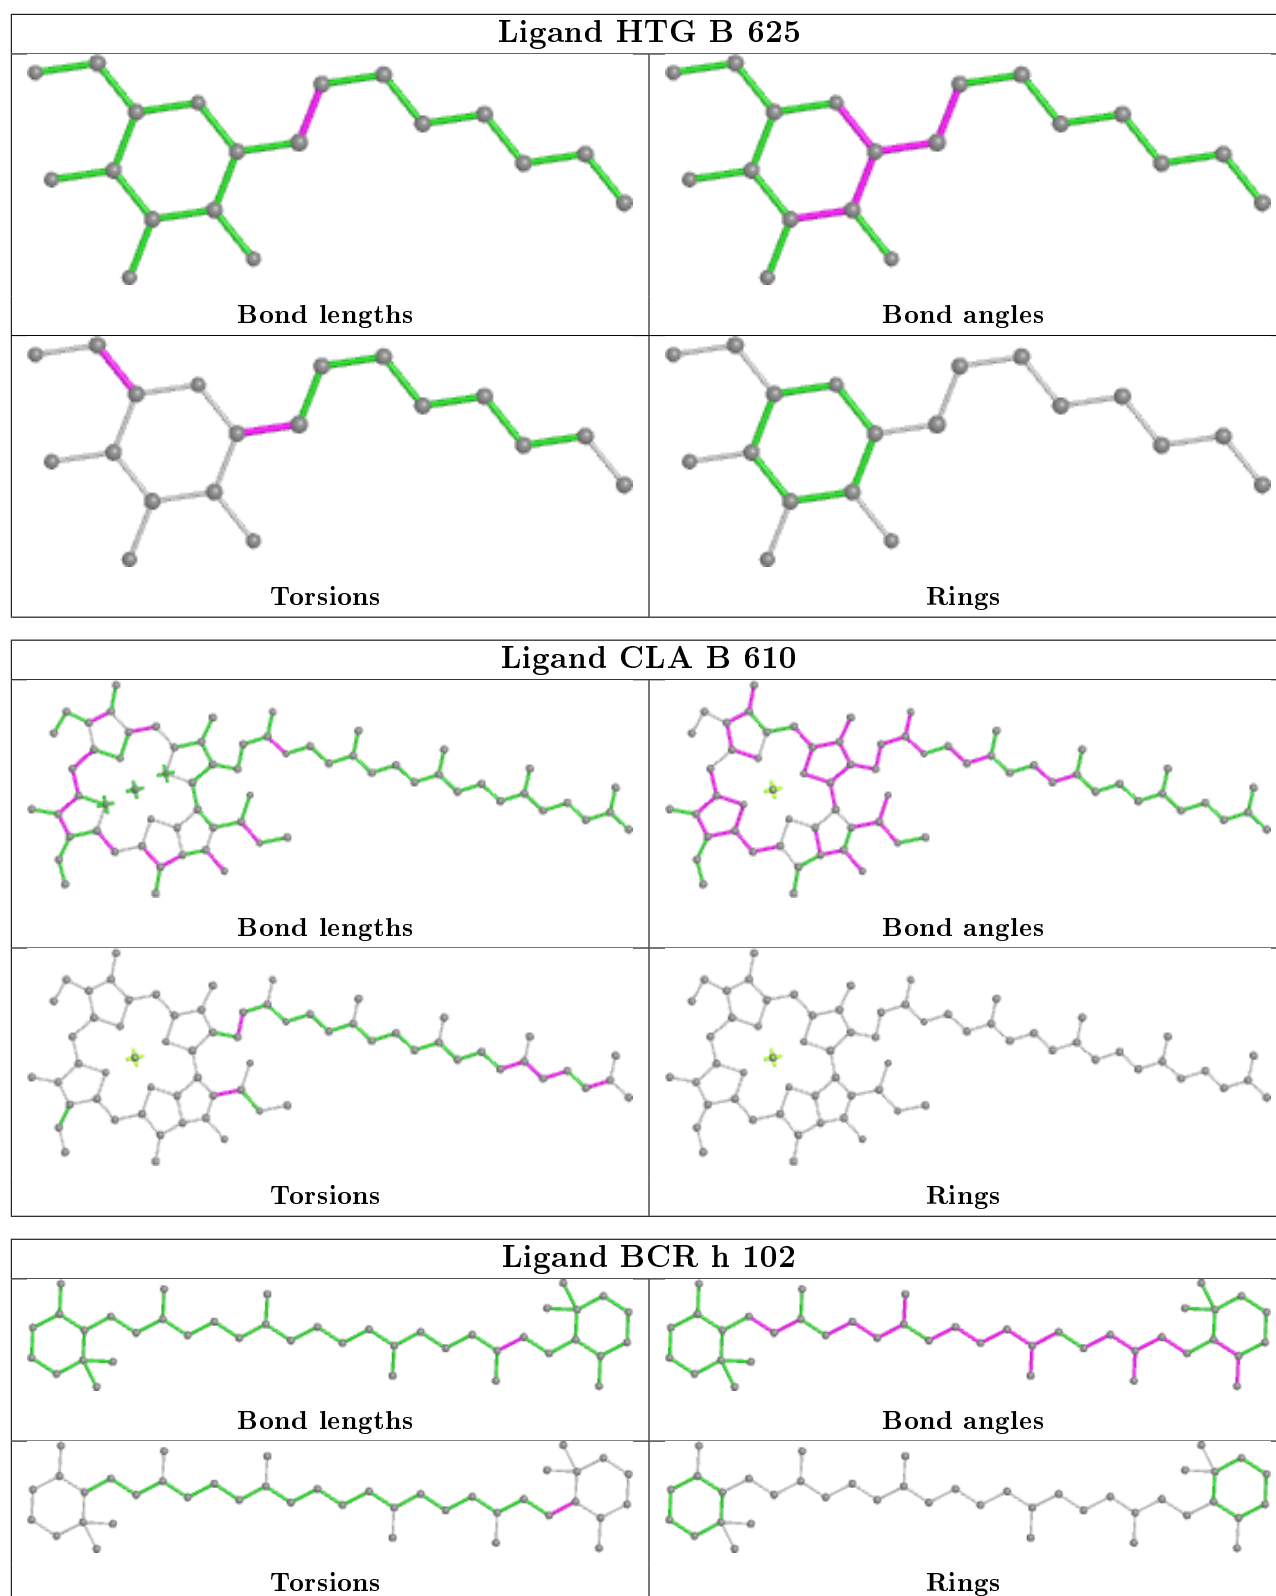 Ligand HTG B 625
Bond lengths
Bond angles
Torsions
Rings
Ligand CLA B 610
Bond lengths
Bond angles
Torsions
Rings
Ligand BCR h 102
Bond lengths
Bond angles
Torsions
Rings